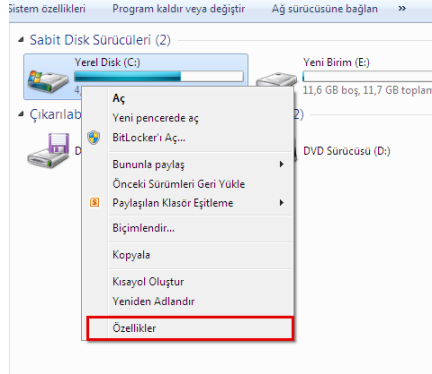 Sistem özellikleri Program kaldır veya değiştir Ağ sürücüsüne bağlan »
Sabit Disk Sürücüleri (2)
Yerel Disk (C:) Yeni Birim (E:)
4, 11,6 GB boş, 11,7 GB toplam
Çıkarılab 2)
D DVD Sürücüsü (D:)
Aç
Yeni pencerede aç
BitLocker'ı Aç...
Bununla paylaş
Önceki Sürümleri Geri Yükle
Paylaşılan Klasör Eşitleme
Biçimlendir...
Kopyala
Kısayol Oluştur
Yeniden Adlandır
Özellikler